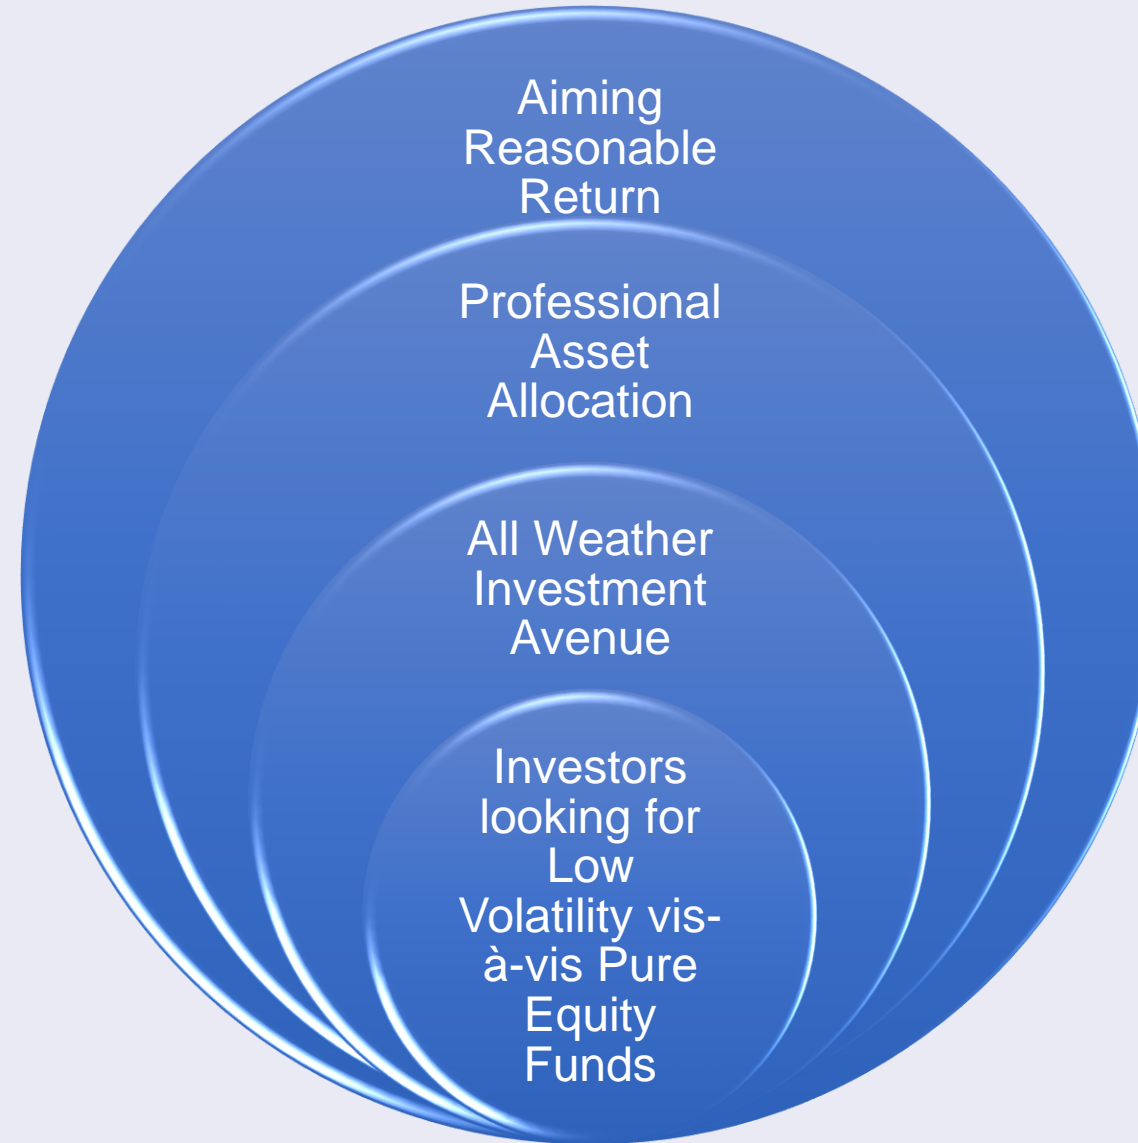 Aiming
Reasonable
Return
Professional
Asset
Allocation
All Weather
Investment
Avenue
Investors
looking for
Low
Volatility vis-
à-vis Pure
Equity
Funds